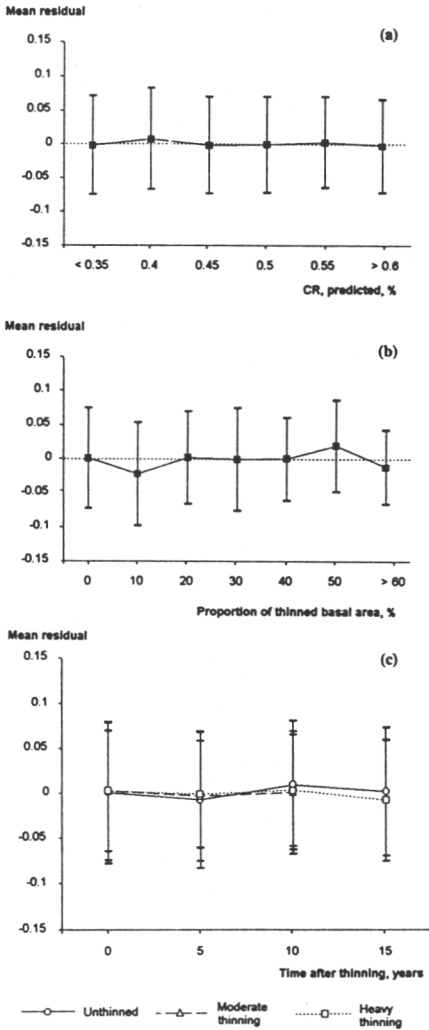 Mean residual
(a)
0.15
0.1
0.05
0
-0.05
-0.1
-0.15
< 0.35 0.4 0.45 0.5 0.55 > 0.6
CR, predicted, %
Mean residual
(b)
0.15
0.1
0.05
0
-0.05
-0.1
-0.15
0 10 20 30 40 50 > 60
Proportion of thinned basal area, %
Mean residual
(c)
0.15
0.1
0.05
0
-0.05
-0.1
-0.15
0 5 10 15
Time after thinning, years
Unthinned Moderate thinning Heavy thinning